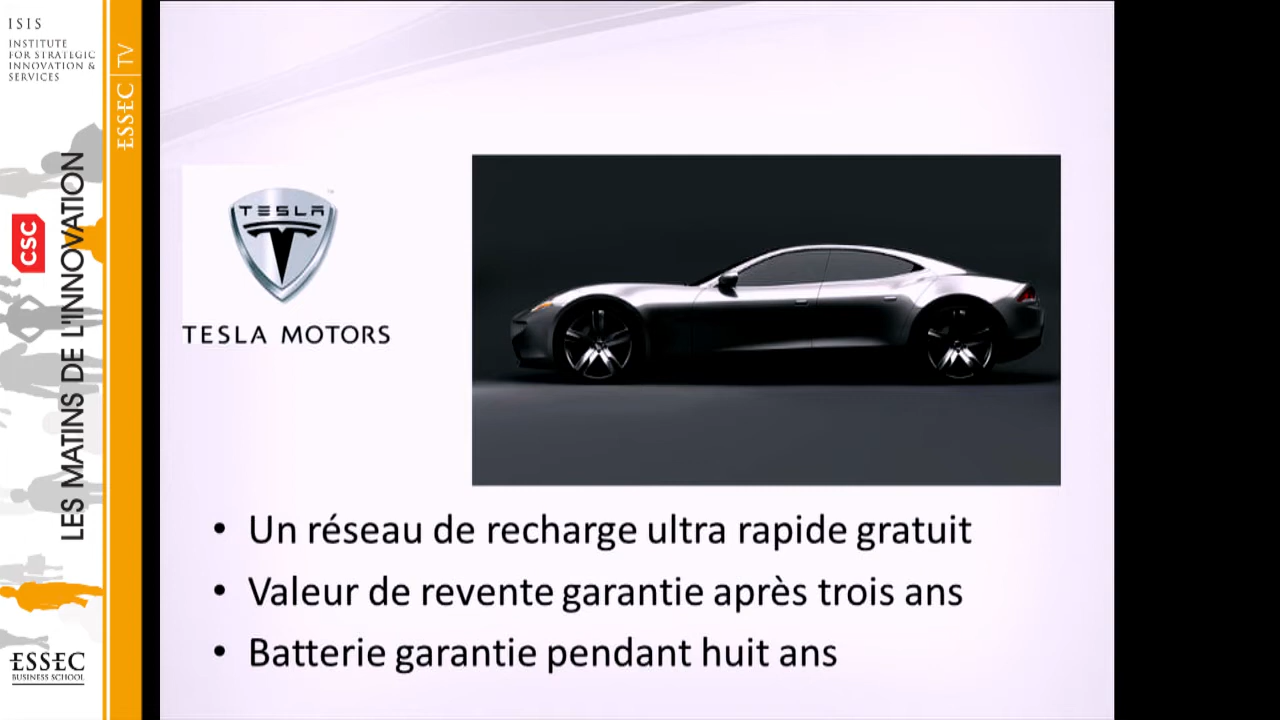 ISIS
INSTITUTE
FOR STRATEGIC
INNOVATION &
SERVICES
ESSEC | TV
CSC
LES MATINS DE L'INNOVATION
ESSEC
BUSINESS SCHOOL
TESLA
TESLA MOTORS
• Un réseau de recharge ultra rapide gratuit
• Valeur de revente garantie après trois ans
• Batterie garantie pendant huit ans